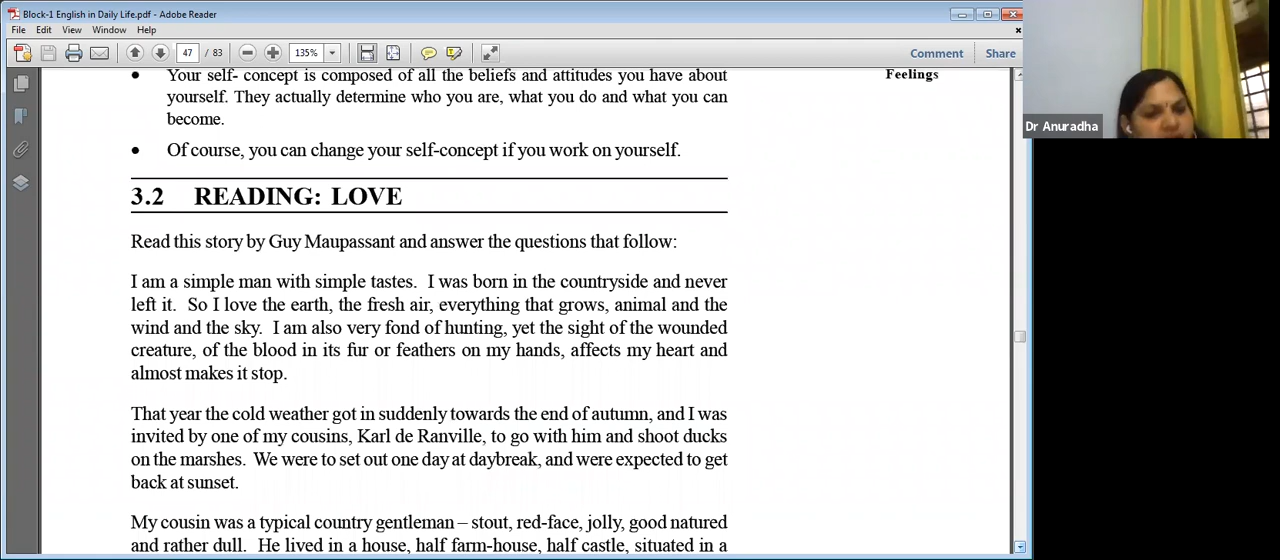 Block-1 English in Daily Life.pdf - Adobe Reader
File Edit View Window Help
47 / 83
135%
Comment Share
• Your self- concept is composed of all the beliefs and attitudes you have about
yourself. They actually determine who you are, what you do and what you can
become.
Feelings
• Of course, you can change your self-concept if you work on yourself.
3.2 READING: LOVE
Read this story by Guy Maupassant and answer the questions that follow:
I am a simple man with simple tastes. I was born in the countryside and never
left it. So I love the earth, the fresh air, everything that grows, animal and the
wind and the sky. I am also very fond of hunting, yet the sight of the wounded
creature, of the blood in its fur or feathers on my hands, affects my heart and
almost makes it stop.
That year the cold weather got in suddenly towards the end of autumn, and I was
invited by one of my cousins, Karl de Ranville, to go with him and shoot ducks
on the marshes. We were to set out one day at daybreak, and were expected to get
back at sunset.
My cousin was a typical country gentleman – stout, red-face, jolly, good natured
and rather dull. He lived in a house, half farm-house, half castle, situated in a
Dr Anuradha